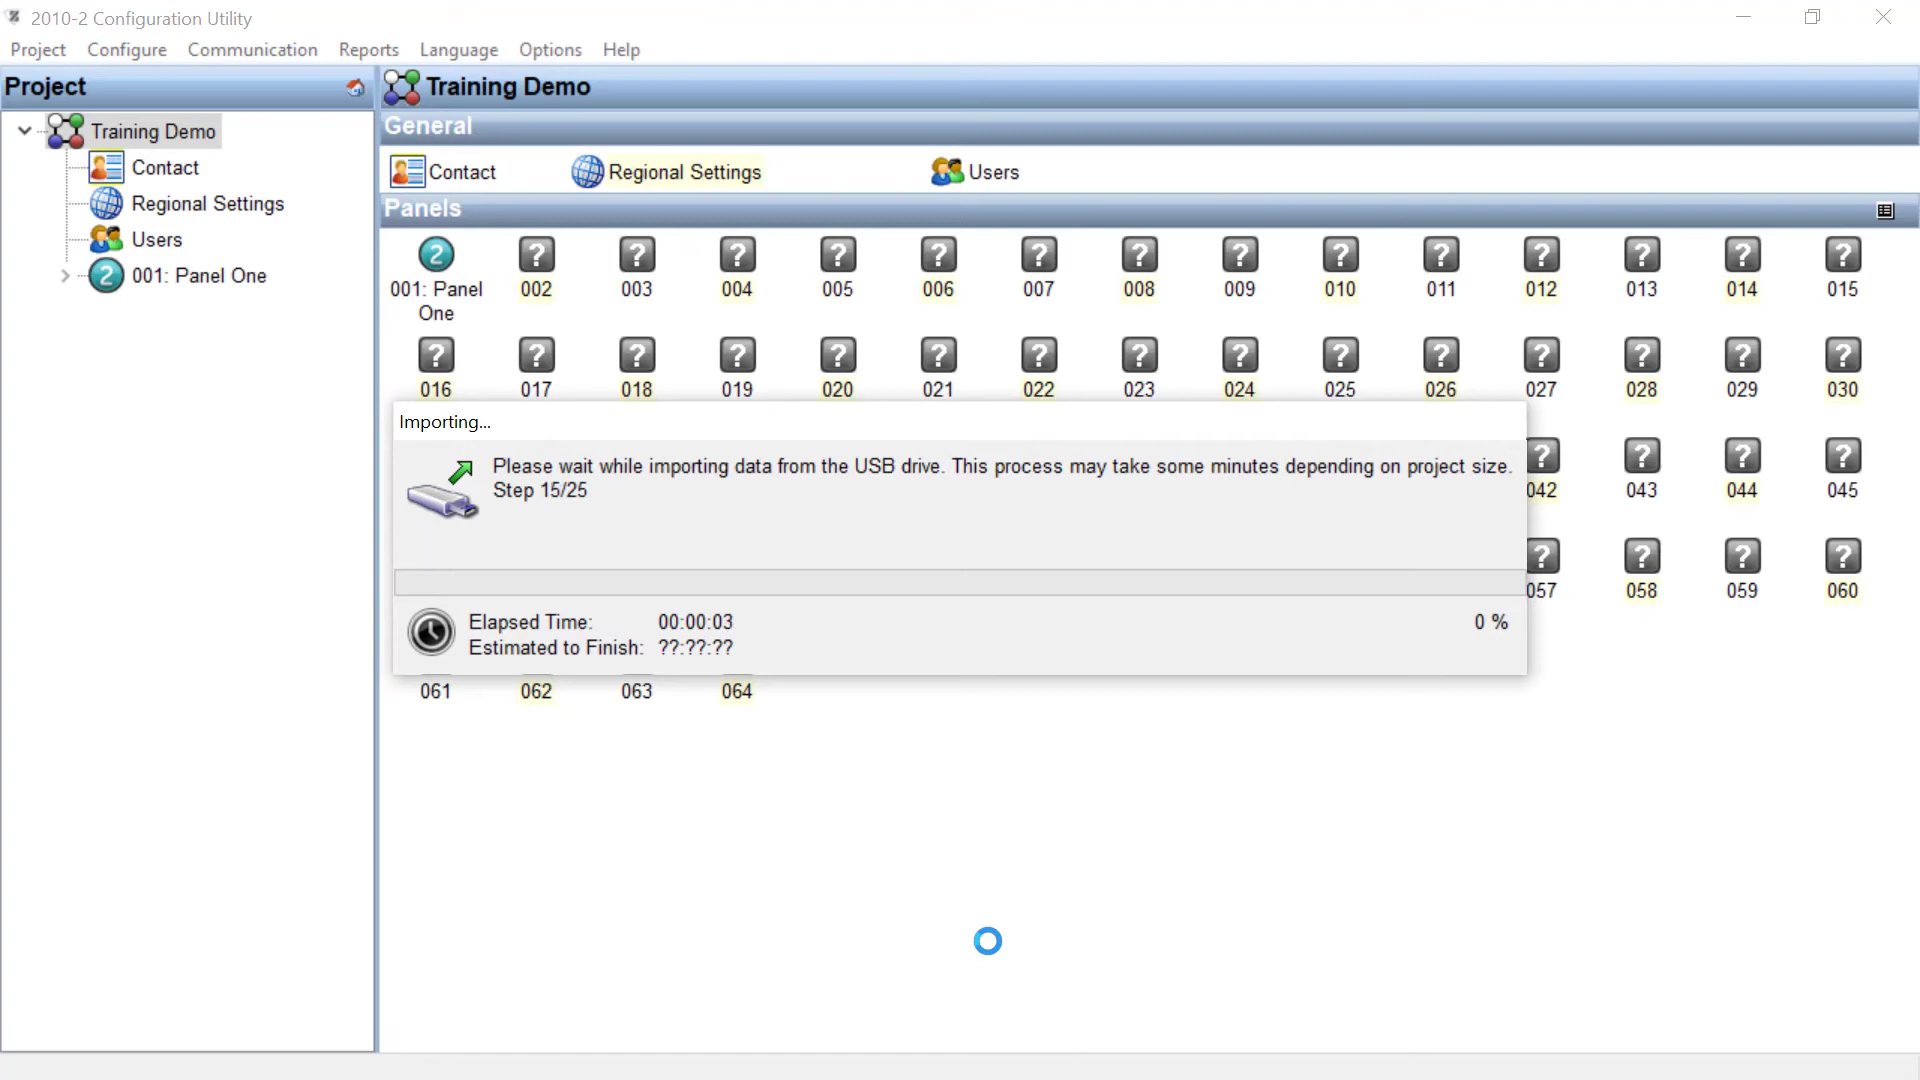 2010-2 Configuration Utility
Project Configure Communication Reports Language Options Help
Project
Training Demo
Contact
Regional Settings
Users
2 001: Panel One
Training Demo
General
Contact Regional Settings Users
Panels
2 ? ? ? ? ? ? ? ? ? ? ? ? ? ?
001: Panel One 002 003 004 005 006 007 008 009 010 011 012 013 014 015
? ? ? ? ? ? ? ? ? ? ? ? ? ? ?
016 017 018 019 020 021 022 023 024 025 026 027 028 029 030
Importing...
Please wait while importing data from the USB drive. This process may take some minutes depending on project size.
Step 15/25
Elapsed Time: 00:00:03 0 %
Estimated to Finish: ??:??:??
? ? ? ?
042 043 044 045
? ? ? ?
057 058 059 060
061 062 063 064